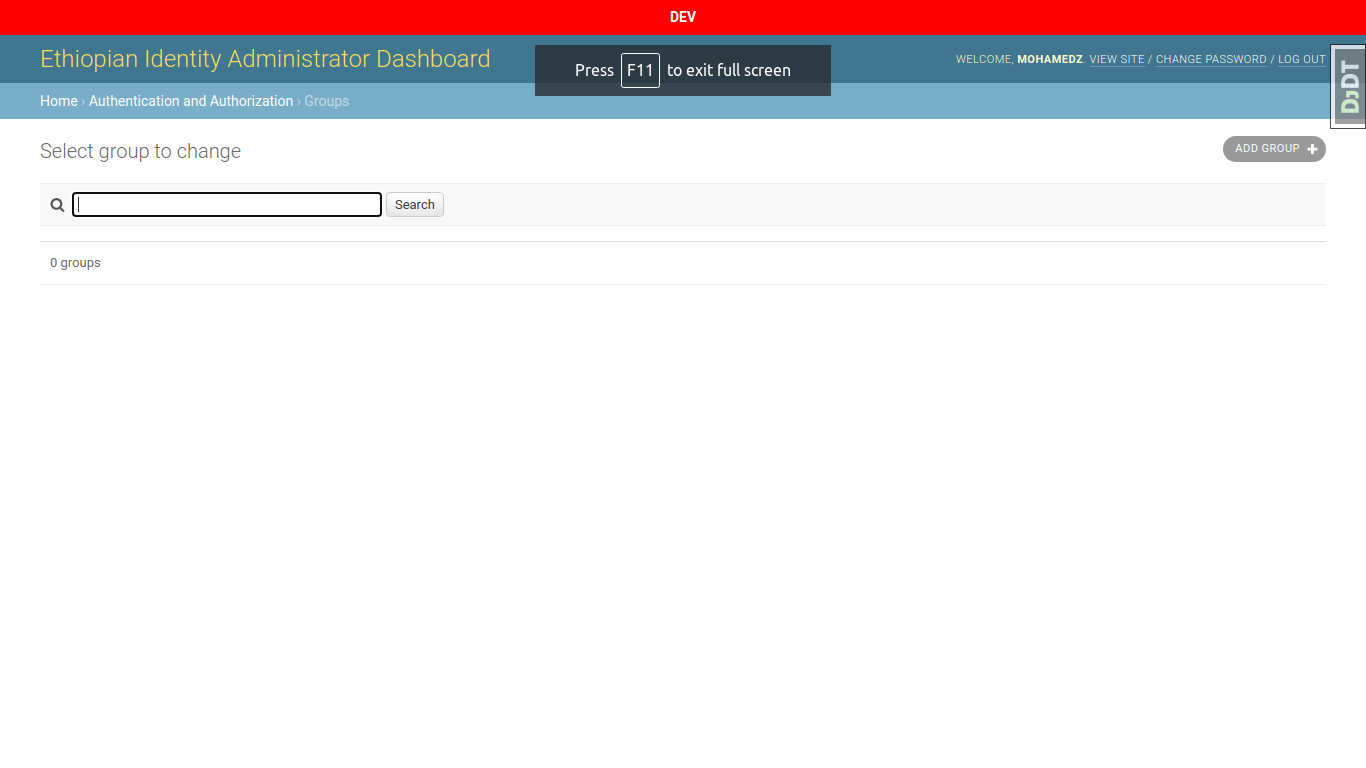 DEV
Ethiopian Identity Administrator Dashboard
Press F11 to exit full screen
WELCOME, MOHAMEDZ. VIEW SITE / CHANGE PASSWORD / LOG OUT
DJDT
Home › Authentication and Authorization › Groups
Select group to change
ADD GROUP +
Search
0 groups